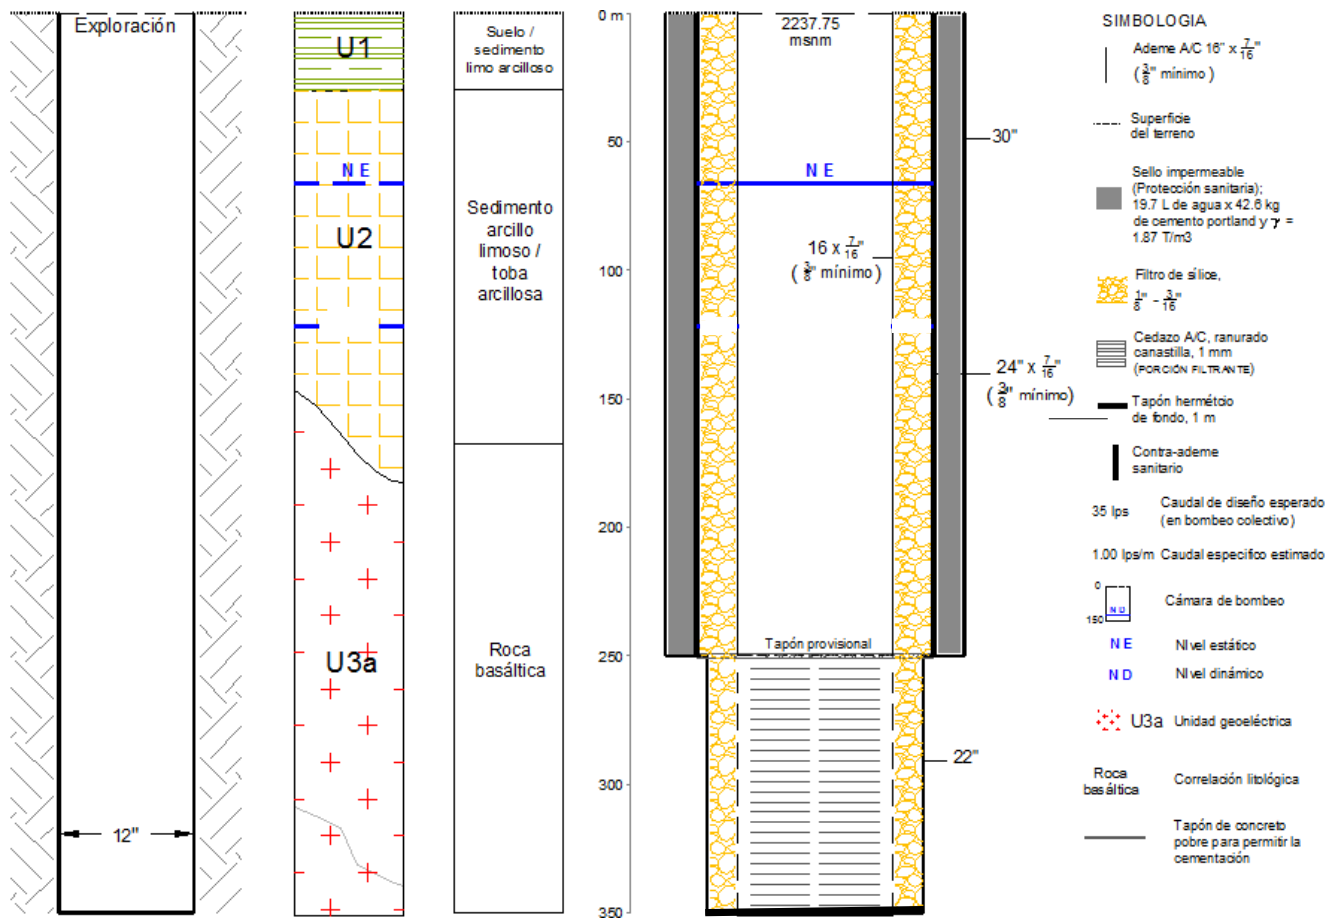 Exploración
U1
NE
U2
U3a
12"
Suelo /
sedimento
limo arcilloso
Sedimento
arcillo
limoso /
toba
arcillosa
Roca
basáltica
0 m
50
100
150
200
250
300
350
2237.75
msnm
NE
16 x 7/16"
(3/8" mínimo)
Tapón provisional
30"
24" x 7/16"
(3/8" mínimo)
22"
SIMBOLOGIA
Ademe A/C 16" x 7/16"
(3/8" mínimo)
Superficie
del terreno
Sello impermeable
(Protección sanitaria);
19.7 L de agua x 42.6 kg
de cemento portland y γ =
1.87 T/m3
Filtro de sílice,
1/8" - 3/16"
Cedazo A/C, ranurado
canastilla, 1 mm
(PORCIÓN FILTRANTE)
Tapón hermétcio
de fondo, 1 m
Contra-ademe
sanitario
35 lps Caudal de diseño esperado
(en bombeo colectivo)
1.00 lps/m Caudal especifico estimado
0
ND
150
Cámara de bombeo
NE Nivel estático
ND Nivel dinámico
U3a Unidad geoeléctrica
Roca
basáltica
Correlación litológica
Tapón de concreto
pobre para permitir la
cementación